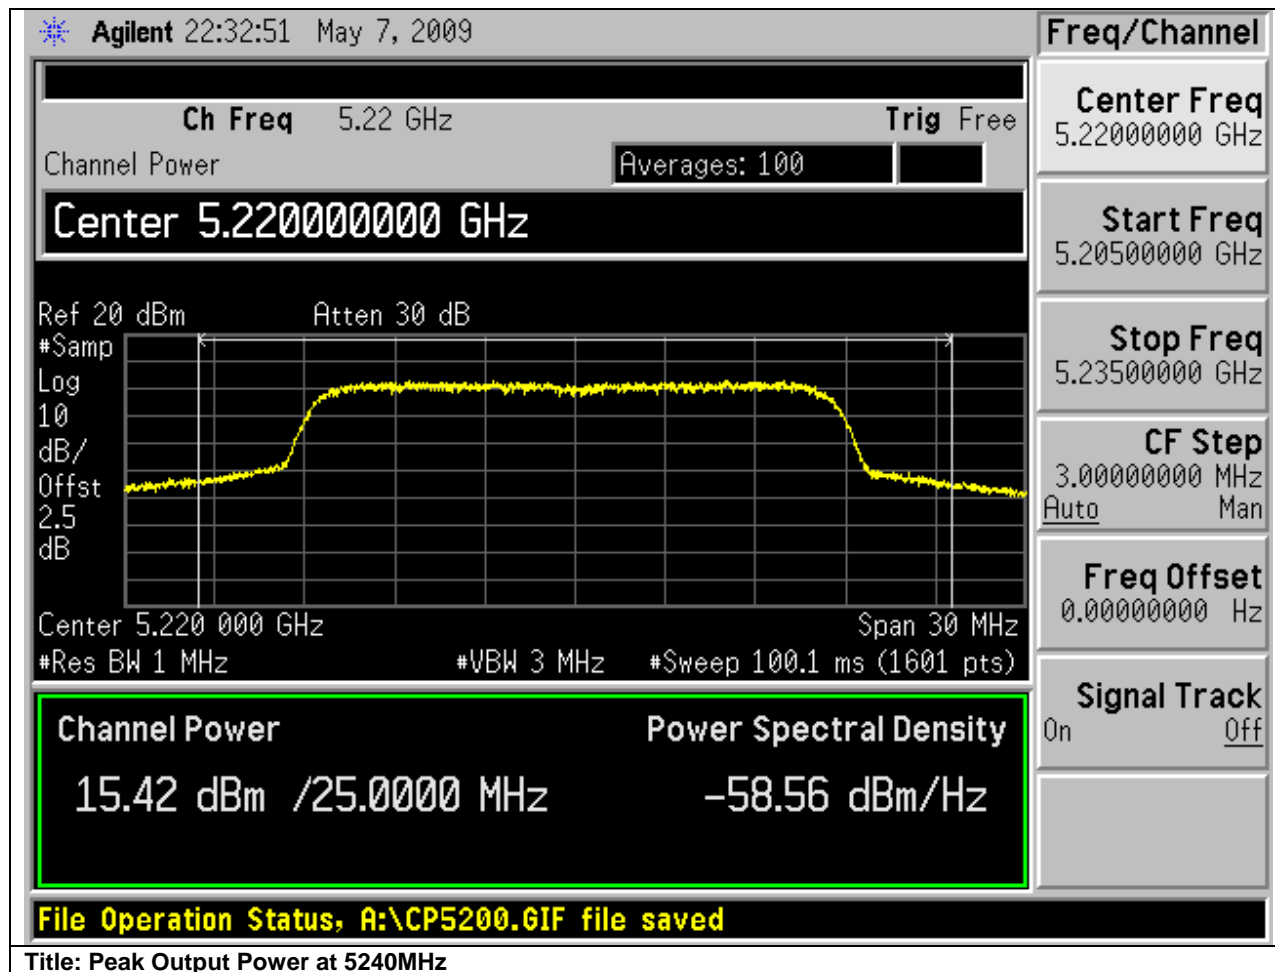 Agilent 22:32:51 May 7, 2009
Freq/Channel
Ch Freq 5.22 GHz Trig Free
Channel Power Averages: 100
Center 5.220000000 GHz
Ref 20 dBm Atten 30 dB
#Samp
Log
10
dB/
Offst
2.5
dB
Center 5.220 000 GHz Span 30 MHz
#Res BW 1 MHz #VBW 3 MHz #Sweep 100.1 ms (1601 pts)
Channel Power Power Spectral Density
15.42 dBm /25.0000 MHz -58.56 dBm/Hz
File Operation Status, A:\CP5200.GIF file saved
Center Freq
5.22000000 GHz
Start Freq
5.20500000 GHz
Stop Freq
5.23500000 GHz
CF Step
3.00000000 MHz
Auto Man
Freq Offset
0.00000000 Hz
Signal Track
On Off
Title: Peak Output Power at 5240MHz